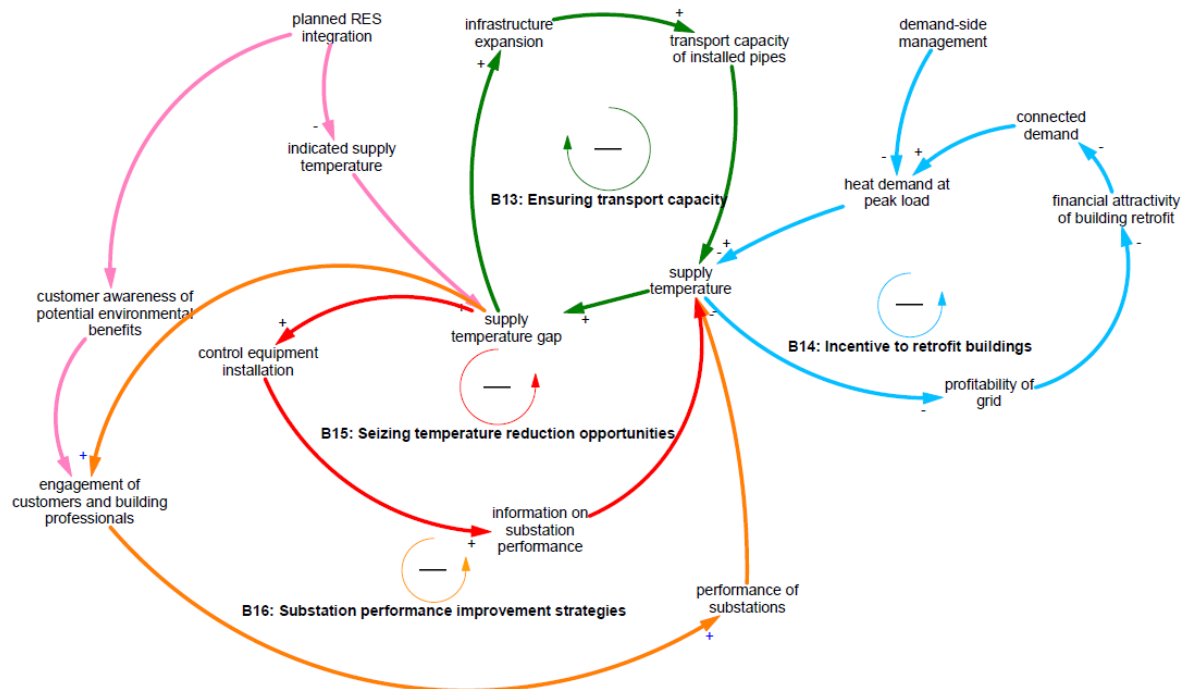 planned RES
integration
infrastructure
expansion
+
+
transport capacity
of installed pipes
demand-side
management
-
indicated supply
temperature
connected
demand
-
-
+
heat demand at
peak load
financial attractivity
of building retrofit
-
B13: Ensuring transport capacity
+
-
supply
temperature
-
customer awareness of
potential environmental
benefits
+
+
supply
temperature gap
+
control equipment
installation
B14: Incentive to retrofit buildings
profitability of
grid
-
B15: Seizing temperature reduction opportunities
+
engagement of
customers and building
professionals
information on
substation
performance
+
B16: Substation performance improvement strategies
performance of
substations
+